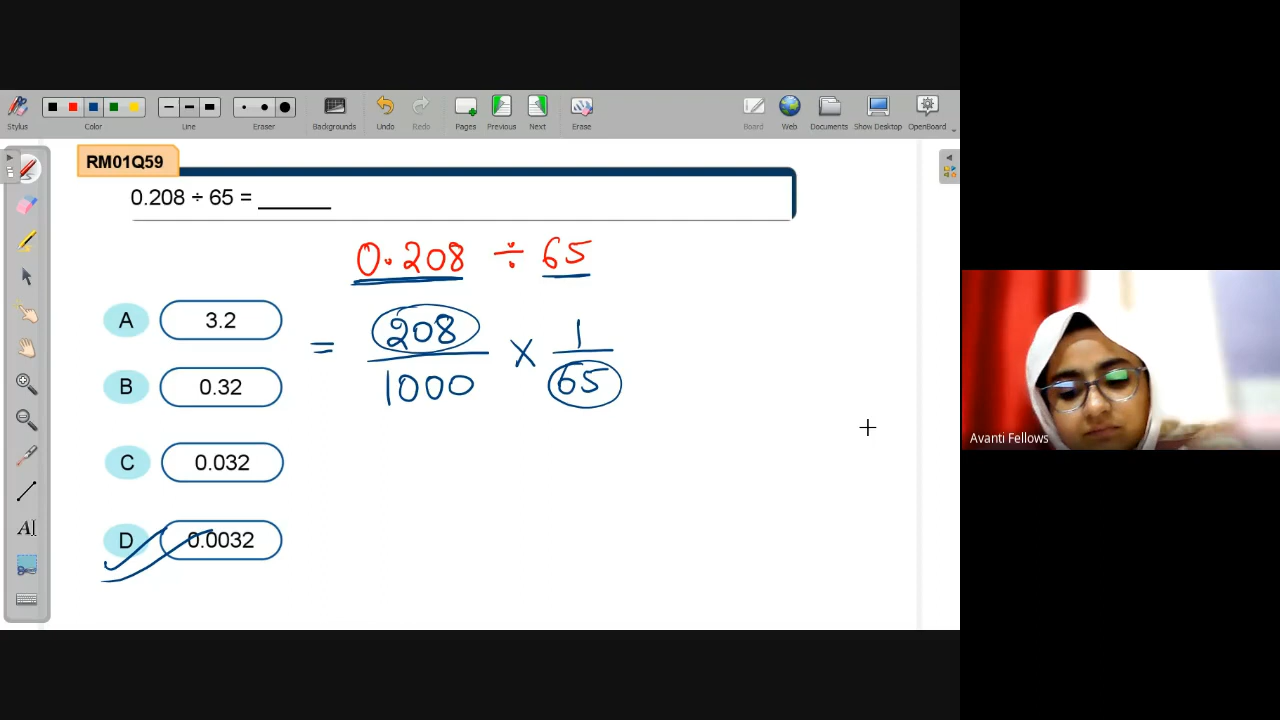 Stylus Color Line Eraser Backgrounds Undo Redo Pages Previous Next Erase Board Web Documents Show Desktop OpenBoard
RM01Q59
0.208 ÷ 65 = ______
0.208 ÷ 65
A 3.2
= 208/1000 × 1/65
B 0.32
C 0.032
D 0.0032
Avanti Fellows